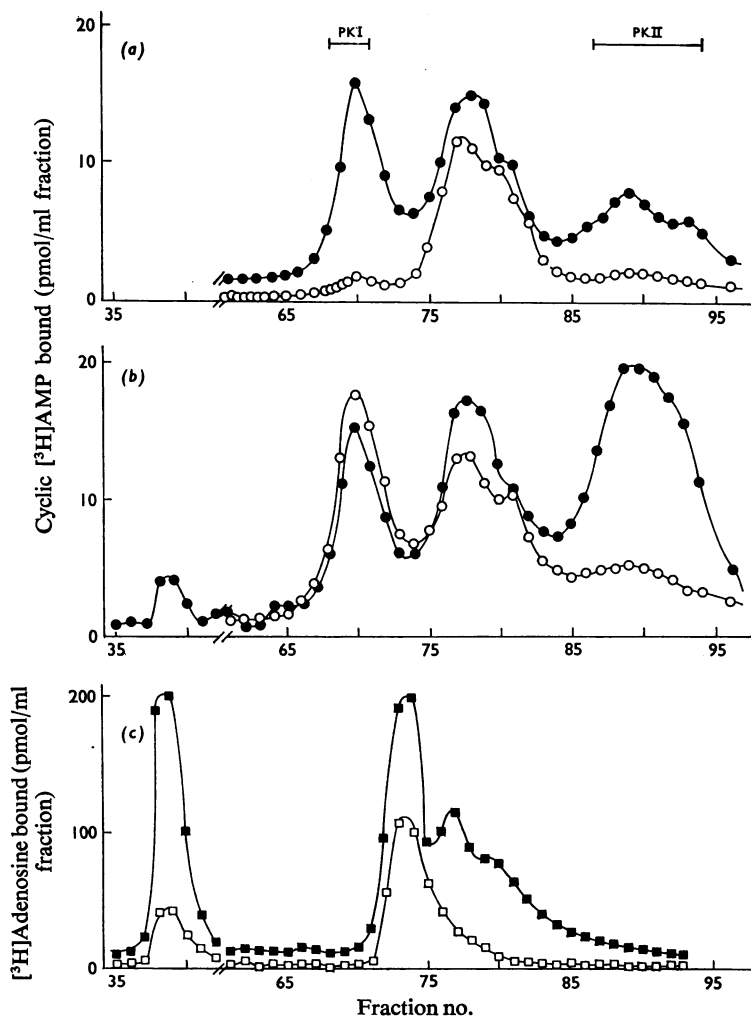 20
PKI
PKII
(a)
10
0
35
65
75
85
95
20
(b)
10
0
35
65
75
85
95
200
(c)
100
0
35
65
75
85
95
Cyclic [³H]AMP bound (pmol/ml fraction)
[³H]Adenosine bound (pmol/ml
fraction)
Fraction no.